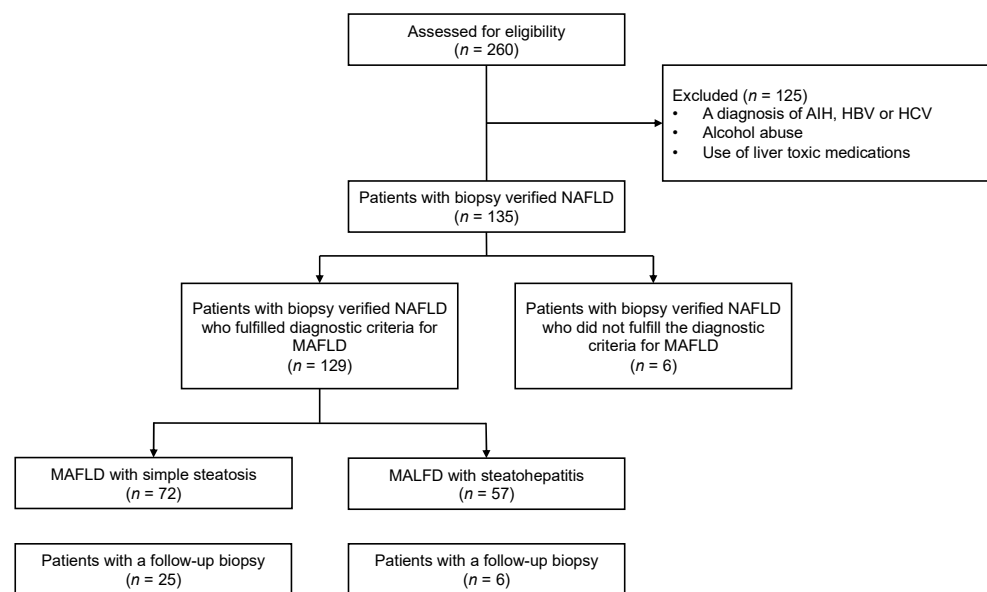 Assessed for eligibility
(n = 260)
Excluded (n = 125)
• A diagnosis of AIH, HBV or HCV
• Alcohol abuse
• Use of liver toxic medications
Patients with biopsy verified NAFLD
(n = 135)
Patients with biopsy verified NAFLD
who fulfilled diagnostic criteria for
MAFLD
(n = 129)
Patients with biopsy verified NAFLD
who did not fulfill the diagnostic
criteria for MAFLD
(n = 6)
MAFLD with simple steatosis
(n = 72)
MALFD with steatohepatitis
(n = 57)
Patients with a follow-up biopsy
(n = 25)
Patients with a follow-up biopsy
(n = 6)